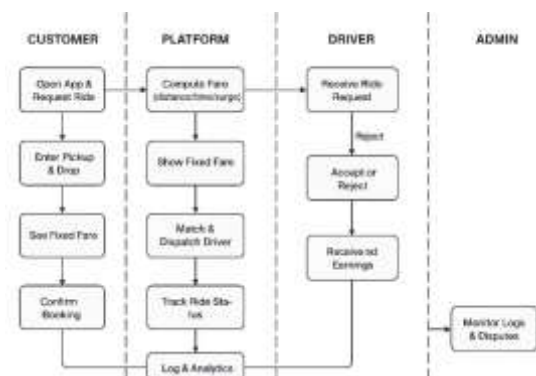 CUSTOMER
PLATFORM
DRIVER
ADMIN
Open App &
Request Ride
Compute Fare
(distance/time/surge)
Receive Ride
Request
Reject
Enter Pickup
& Drop
Show Fixed Fare
Accept or
Reject
See Fixed Fare
Match &
Dispatch Driver
Earnings
Confirm
Booking
Track Ride Sta-
tus
Monitor Logs
& Disputes
Log & Analytics